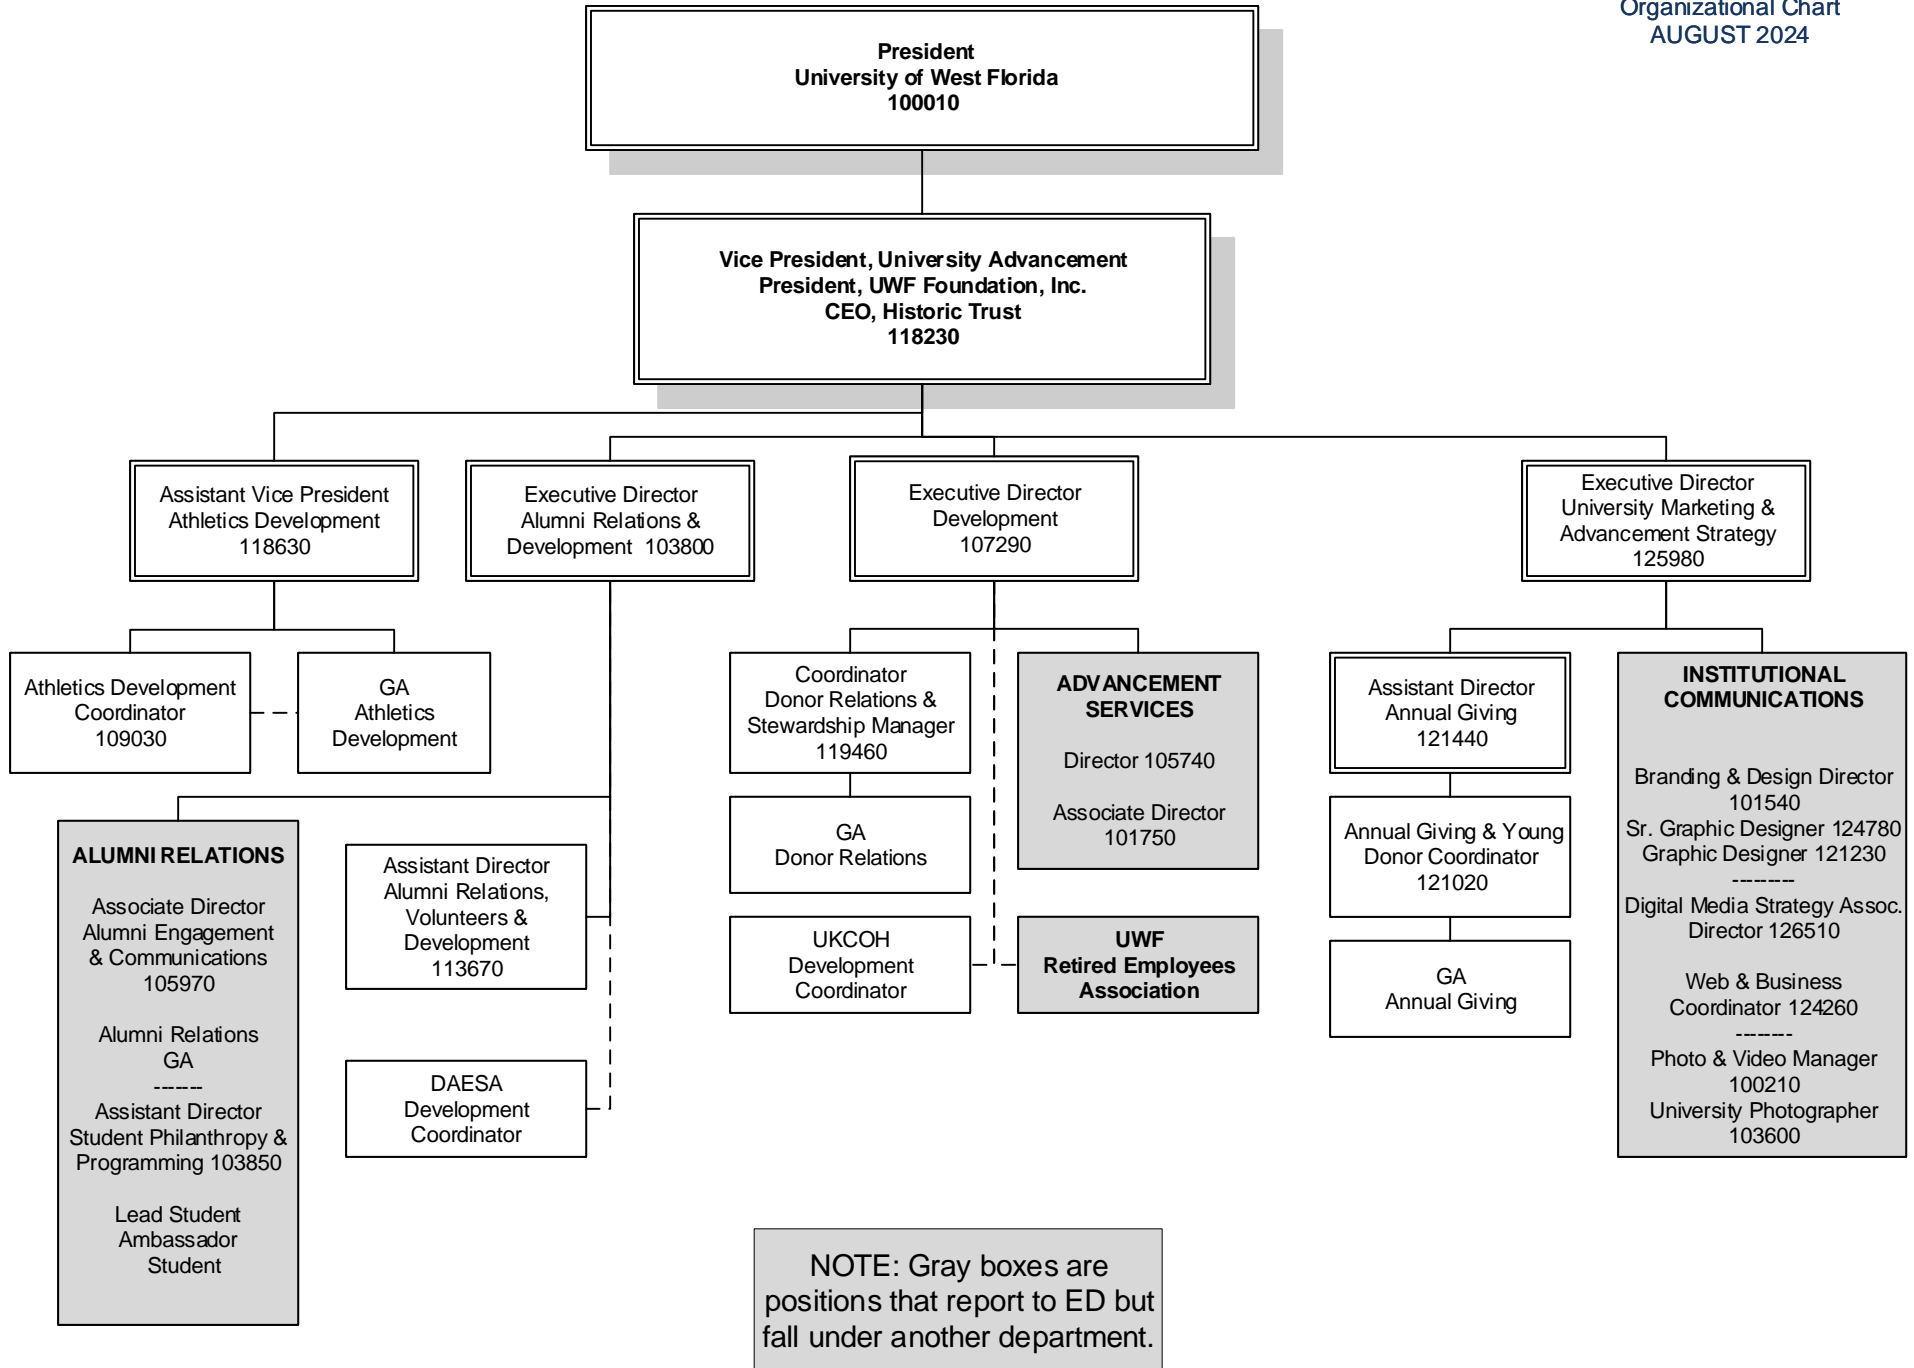 Organizational Chart
AUGUST 2024
President
University of West Florida
100010
Vice President, University Advancement
President, UWF Foundation, Inc.
CEO, Historic Trust
118230
Assistant Vice President
Athletics Development
118630
Executive Director
Alumni Relations &
Development 103800
Executive Director
Development
107290
Executive Director
University Marketing &
Advancement Strategy
125980
Athletics Development
Coordinator
109030
GA
Athletics
Development
Coordinator
Donor Relations &
Stewardship Manager
119460
ADVANCEMENT
SERVICES
Director 105740
Associate Director
101750
Assistant Director
Annual Giving
121440
INSTITUTIONAL
COMMUNICATIONS
Branding & Design Director
101540
Sr. Graphic Designer 124780
Graphic Designer 121230
---------
Digital Media Strategy Assoc.
Director 126510
Web & Business
Coordinator 124260
--------
Photo & Video Manager
100210
University Photographer
103600
ALUMNI RELATIONS
Associate Director
Alumni Engagement
& Communications
105970
Alumni Relations
GA
-------
Assistant Director
Student Philanthropy &
Programming 103850
Lead Student
Ambassador
Student
Assistant Director
Alumni Relations,
Volunteers &
Development
113670
DAESA
Development
Coordinator
GA
Donor Relations
UKCOH
Development
Coordinator
UWF
Retired Employees
Association
Annual Giving & Young
Donor Coordinator
121020
GA
Annual Giving
NOTE: Gray boxes are
positions that report to ED but
fall under another department.